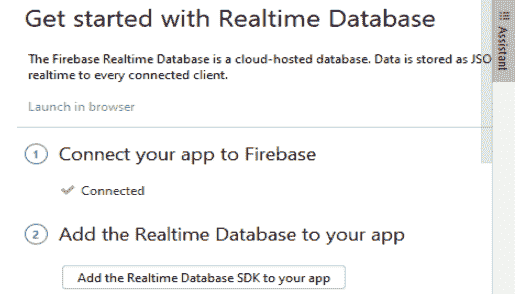 Get started with Realtime Database
The Firebase Realtime Database is a cloud-hosted database. Data is stored as JSO
realtime to every connected client.
Launch in browser
1 Connect your app to Firebase
Connected
2 Add the Realtime Database to your app
Add the Realtime Database SDK to your app
Assistant